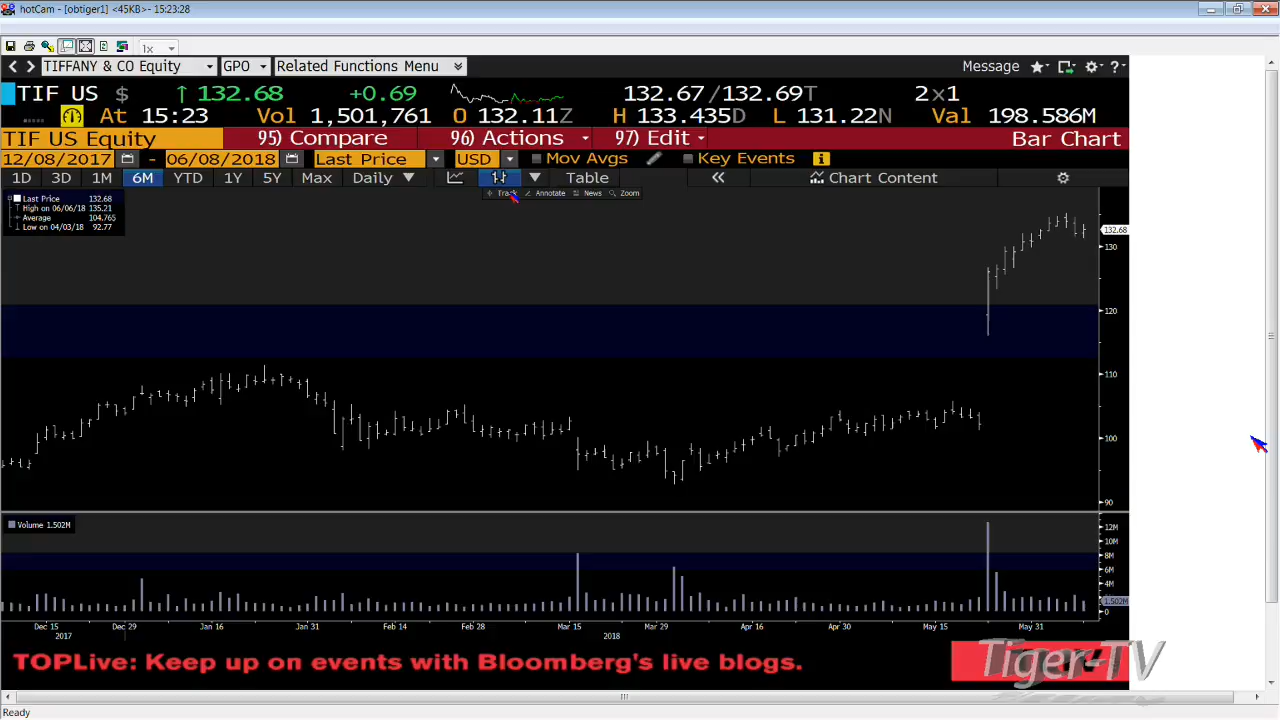 hotCam - [obtiger1] <45KB>- 15:23:28
1x
TIFFANY & CO Equity GPO Related Functions Menu Message ?
TIF US $ ↑ 132.68 +0.69 132.67/132.69T 2x1
At 15:23 Vol 1,501,761 O 132.11Z H 133.435D L 131.22N Val 198.586M
TIF US Equity 95) Compare 96) Actions 97) Edit Bar Chart
12/08/2017 - 06/08/2018 Last Price USD Mov Avgs Key Events
1D 3D 1M 6M YTD 1Y 5Y Max Daily ▼ Table « Chart Content
Track Annotate News Zoom
Last Price 132.68
High on 06/06/18 135.21
Average 104.765
Low on 04/03/18 92.77
132.68
130
120
110
100
90
Volume 1.502M
12M
10M
8M
6M
4M
1.502M
0
Dec 15 Dec 29 Jan 16 Jan 31 Feb 14 Feb 28 Mar 15 Mar 29 Apr 16 Apr 30 May 15 May 31
2017 2018
TOPLive: Keep up on events with Bloomberg's live blogs.
Tiger-TV
Ready